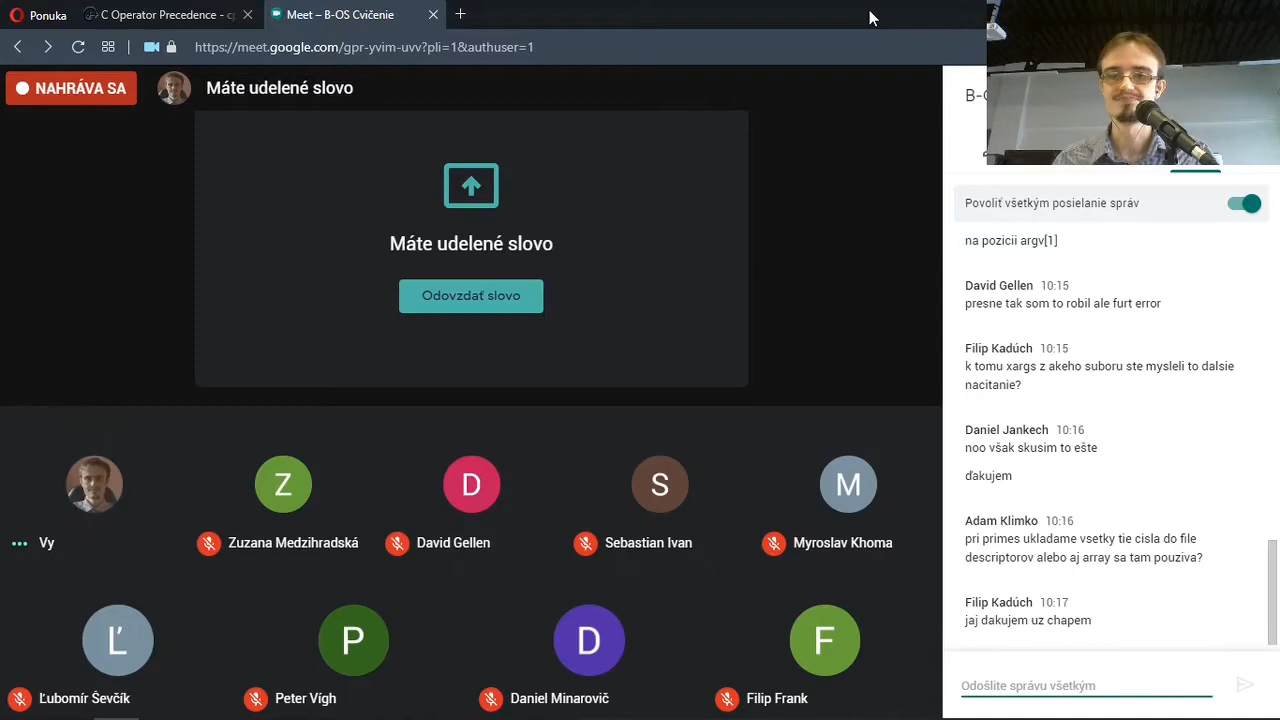 Ponuka
C Operator Precedence - cp
Meet – B-OS Cvičenie
https://meet.google.com/gpr-yvim-uvv?pli=1&authuser=1
NAHRÁVA SA
Máte udelené slovo
Máte udelené slovo
Odovzdať slovo
Vy
Z
Zuzana Medzihradská
D
David Gellen
S
Sebastian Ivan
M
Myroslav Khoma
Ľ
Ľubomír Ševčík
P
Peter Vígh
D
Daniel Minarovič
F
Filip Frank
Povoliť všetkým posielanie správ
na pozicii argv[1]
David Gellen 10:15
presne tak som to robil ale furt error
Filip Kadúch 10:15
k tomu xargs z akeho suboru ste mysleli to dalsie
nacitanie?
Daniel Jankech 10:16
noo však skusim to ešte
ďakujem
Adam Klimko 10:16
pri primes ukladame vsetky tie cisla do file
descriptorov alebo aj array sa tam pouziva?
Filip Kadúch 10:17
jaj dakujem uz chapem
Odošlite správu všetkým